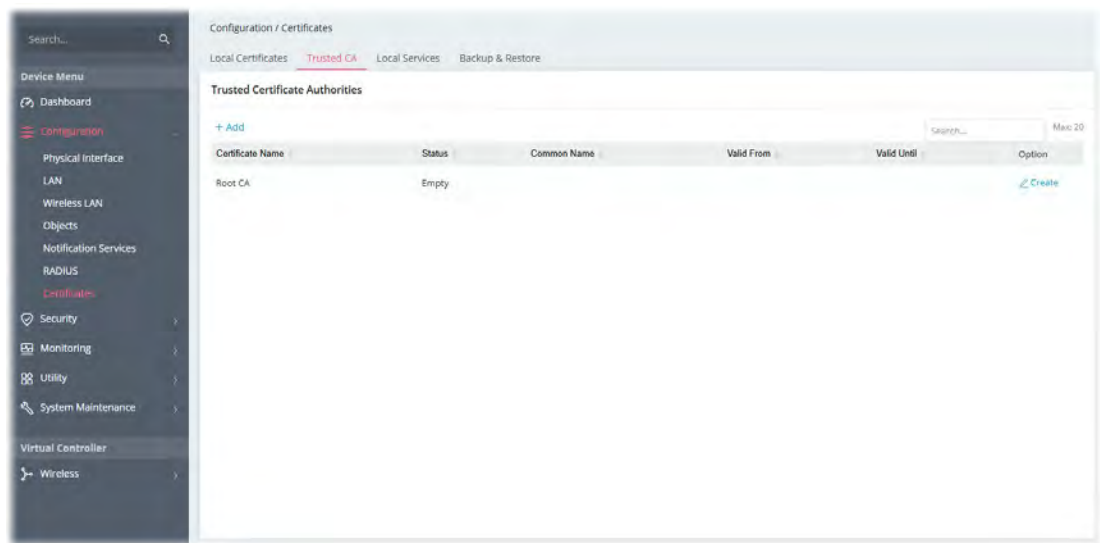 Search...
Device Menu
Dashboard
Configuration
Physical Interface
LAN
Wireless LAN
Objects
Notification Services
RADIUS
Certificates
Security
Monitoring
Utility
System Maintenance
Virtual Controller
Wireless
Configuration / Certificates
Local Certificates Trusted CA Local Services Backup & Restore
Trusted Certificate Authorities
+ Add Search... Max: 20
Certificate Name Status Common Name Valid From Valid Until Option
Root CA Empty Create